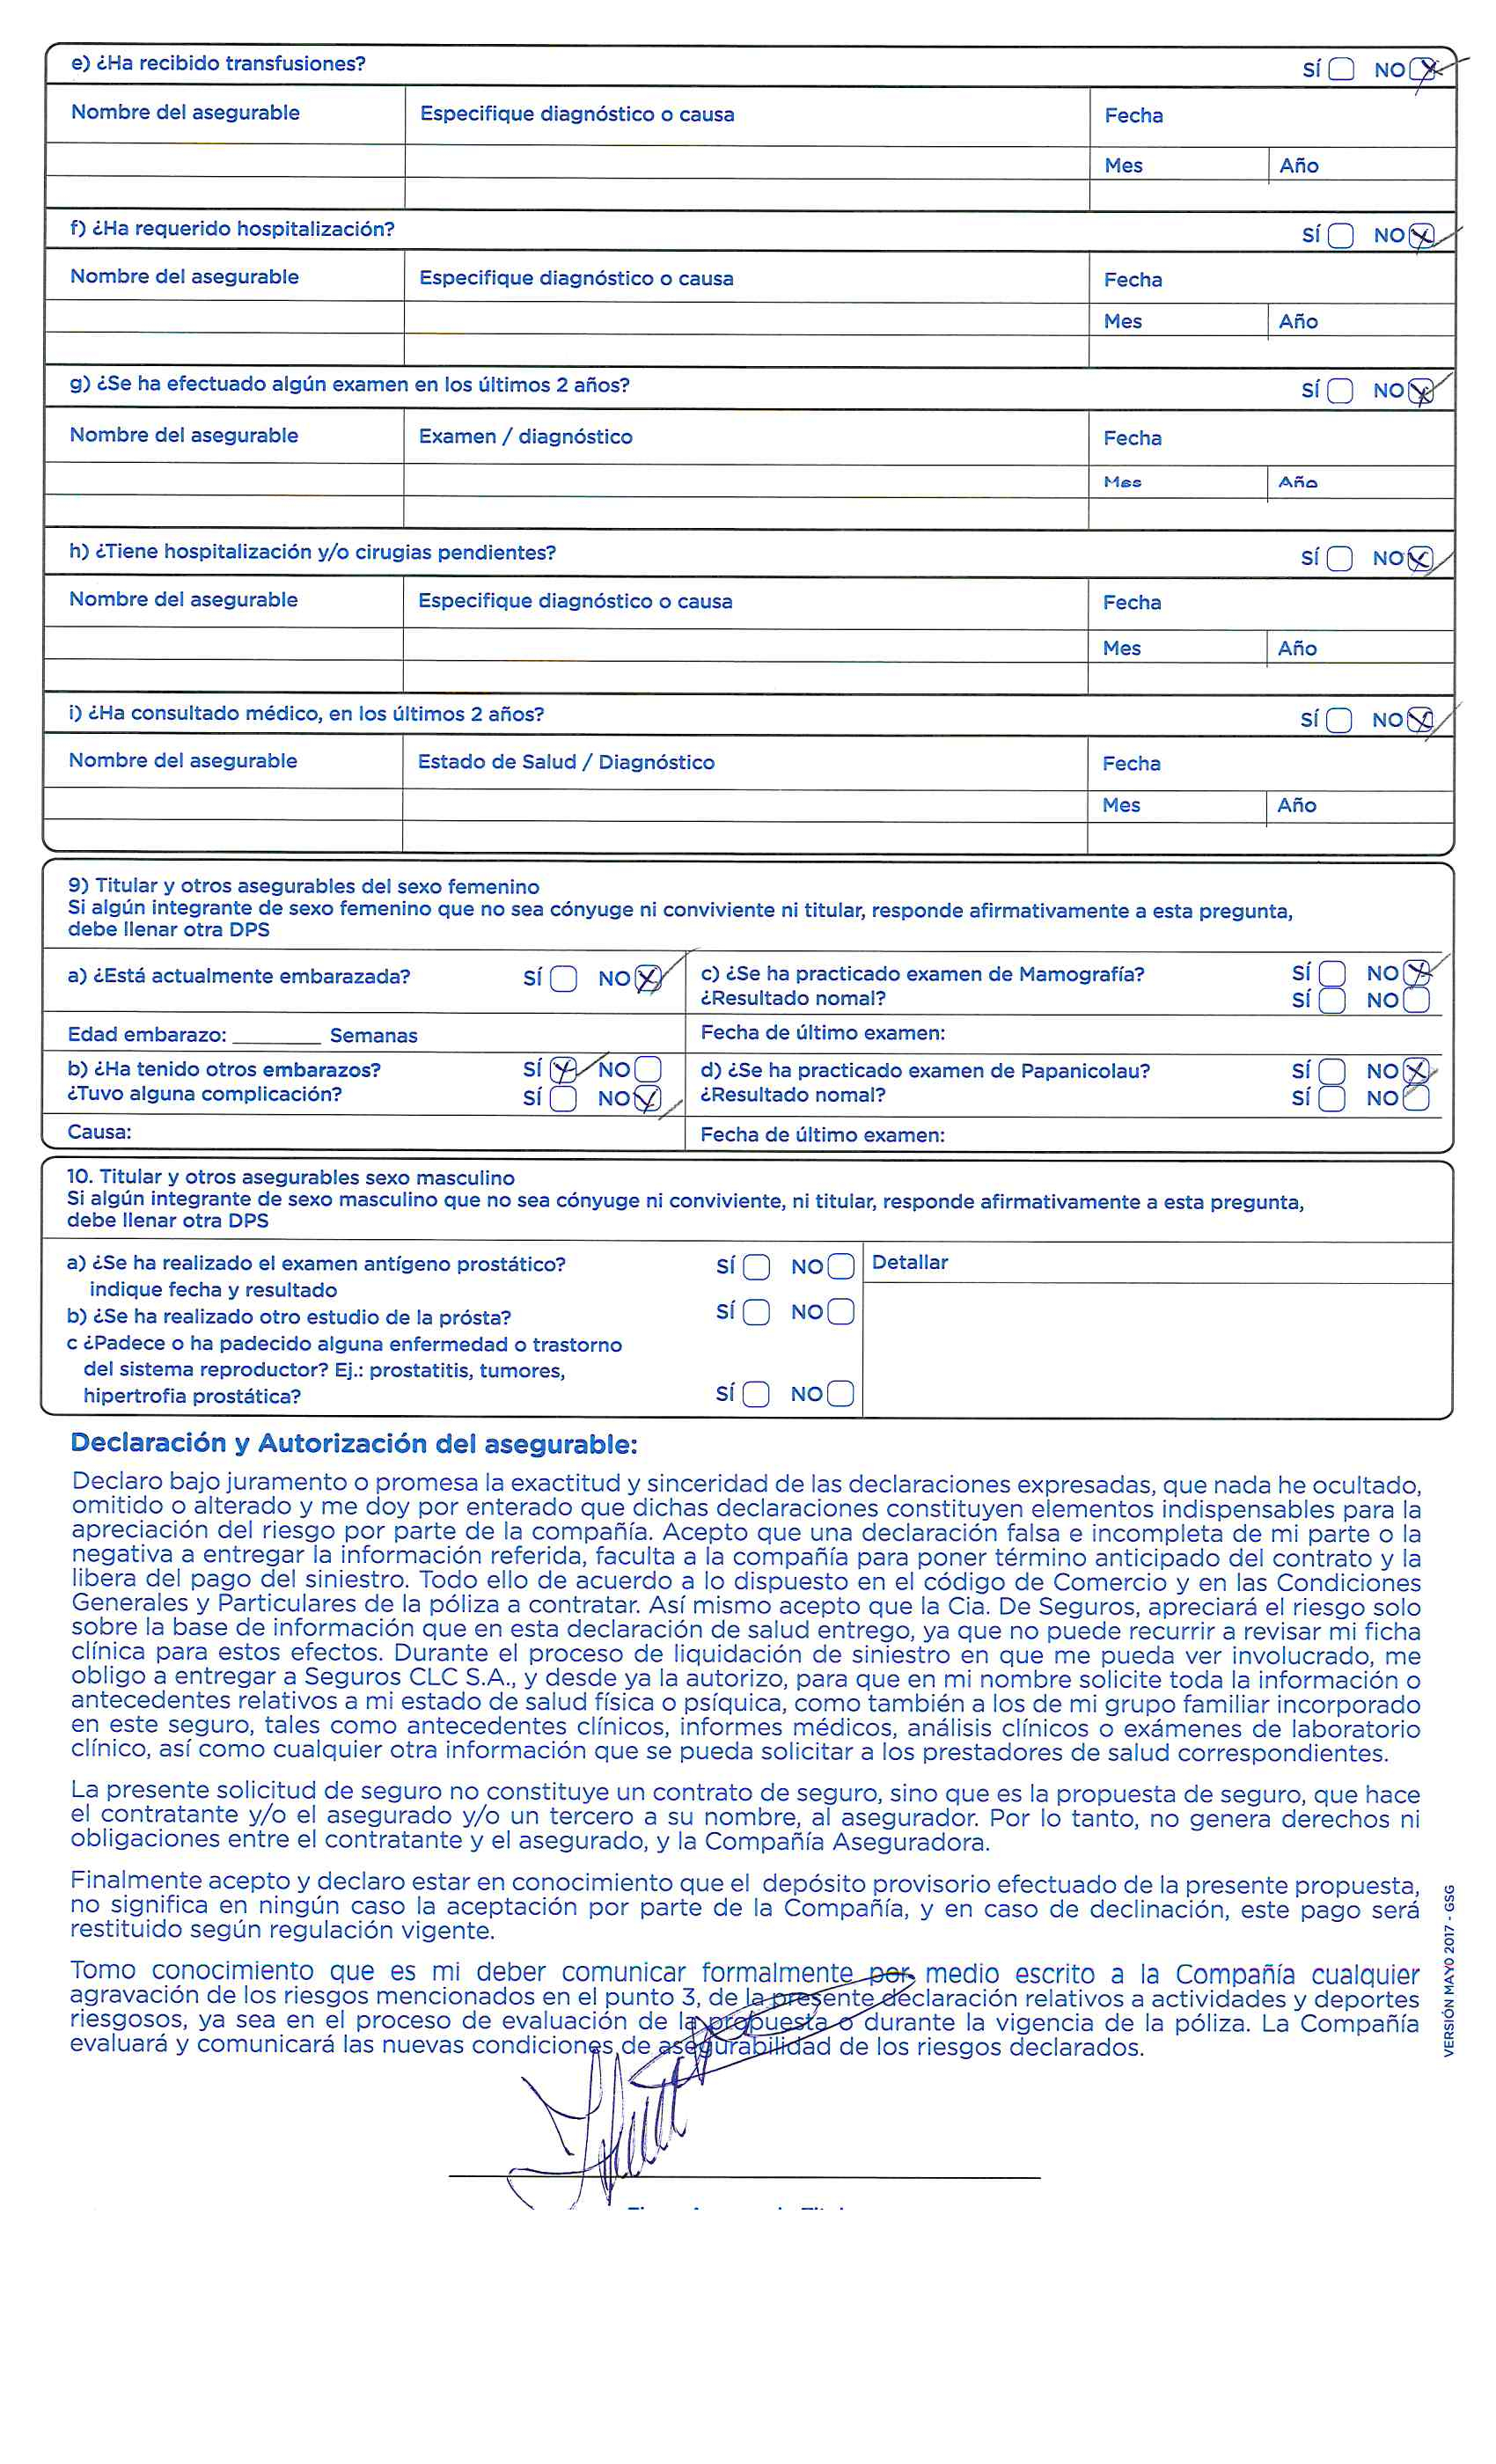 e) ¿Ha recibido transfusiones? SÍ NO X
Nombre del asegurable Especifique diagnóstico o causa Fecha
Mes Año
f) ¿Ha requerido hospitalización? SÍ NO X
Nombre del asegurable Especifique diagnóstico o causa Fecha
Mes Año
g) ¿Se ha efectuado algún examen en los últimos 2 años? SÍ NO X
Nombre del asegurable Examen / diagnóstico Fecha
Mes Año
h) ¿Tiene hospitalización y/o cirugias pendientes? SÍ NO X
Nombre del asegurable Especifique diagnóstico o causa Fecha
Mes Año
i) ¿Ha consultado médico, en los últimos 2 años? SÍ NO X
Nombre del asegurable Estado de Salud / Diagnóstico Fecha
Mes Año
9) Titular y otros asegurables del sexo femenino
Si algún integrante de sexo femenino que no sea cónyuge ni conviviente ni titular, responde afirmativamente a esta pregunta,
debe llenar otra DPS
a) ¿Está actualmente embarazada? SÍ NO X
Edad embarazo: ________ Semanas
b) ¿Ha tenido otros embarazos? SÍ X NO
¿Tuvo alguna complicación? SÍ NO X
Causa:
c) ¿Se ha practicado examen de Mamografía? SÍ NO X
¿Resultado nomal? SÍ NO
Fecha de último examen:
d) ¿Se ha practicado examen de Papanicolau? SÍ NO X
¿Resultado nomal? SÍ NO
Fecha de último examen:
10. Titular y otros asegurables sexo masculino
Si algún integrante de sexo masculino que no sea cónyuge ni conviviente, ni titular, responde afirmativamente a esta pregunta,
debe llenar otra DPS
a) ¿Se ha realizado el examen antígeno prostático? SÍ NO Detallar
indique fecha y resultado
b) ¿Se ha realizado otro estudio de la prósta? SÍ NO
c ¿Padece o ha padecido alguna enfermedad o trastorno
del sistema reproductor? Ej.: prostatitis, tumores,
hipertrofia prostática? SÍ NO
Declaración y Autorización del asegurable:
Declaro bajo juramento o promesa la exactitud y sinceridad de las declaraciones expresadas, que nada he ocultado,
omitido o alterado y me doy por enterado que dichas declaraciones constituyen elementos indispensables para la
apreciación del riesgo por parte de la compañía. Acepto que una declaración falsa e incompleta de mi parte o la
negativa a entregar la información referida, faculta a la compañía para poner término anticipado del contrato y la
libera del pago del siniestro. Todo ello de acuerdo a lo dispuesto en el código de Comercio y en las Condiciones
Generales y Particulares de la póliza a contratar. Así mismo acepto que la Cia. De Seguros, apreciará el riesgo solo
sobre la base de información que en esta declaración de salud entrego, ya que no puede recurrir a revisar mi ficha
clínica para estos efectos. Durante el proceso de liquidación de siniestro en que me pueda ver involucrado, me
obligo a entregar a Seguros CLC S.A., y desde ya la autorizo, para que en mi nombre solicite toda la información o
antecedentes relativos a mi estado de salud física o psíquica, como también a los de mi grupo familiar incorporado
en este seguro, tales como antecedentes clínicos, informes médicos, análisis clínicos o exámenes de laboratorio
clínico, así como cualquier otra información que se pueda solicitar a los prestadores de salud correspondientes.
La presente solicitud de seguro no constituye un contrato de seguro, sino que es la propuesta de seguro, que hace
el contratante y/o el asegurado y/o un tercero a su nombre, al asegurador. Por lo tanto, no genera derechos ni
obligaciones entre el contratante y el asegurado, y la Compañía Aseguradora.
Finalmente acepto y declaro estar en conocimiento que el depósito provisorio efectuado de la presente propuesta,
no significa en ningún caso la aceptación por parte de la Compañía, y en caso de declinación, este pago será
restituido según regulación vigente.
Tomo conocimiento que es mi deber comunicar formalmente por medio escrito a la Compañía cualquier
agravación de los riesgos mencionados en el punto 3, de la presente declaración relativos a actividades y deportes
riesgosos, ya sea en el proceso de evaluación de la propuesta o durante la vigencia de la póliza. La Compañía
evaluará y comunicará las nuevas condiciones de asegurabilidad de los riesgos declarados.
VERSIÓN MAYO 2017 - GSG